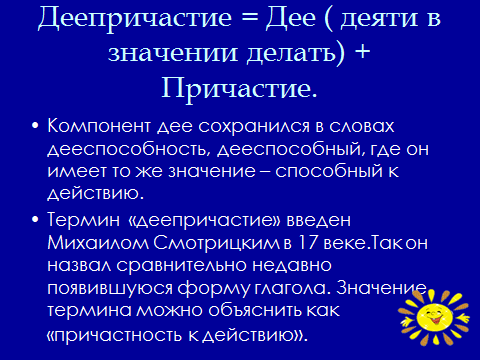 Деепричастие = Дее ( деяти в
значении делать) +
Причастие.
• Компонент дее сохранился в словах
дееспособность, дееспособный, где он
имеет то же значение – способный к
действию.
• Термин «деепричастие» введен
Михаилом Смотрицким в 17 веке.Так он
назвал сравнительно недавно
появившуюся форму глагола. Значение
термина можно объяснить как
«причастность к действию».